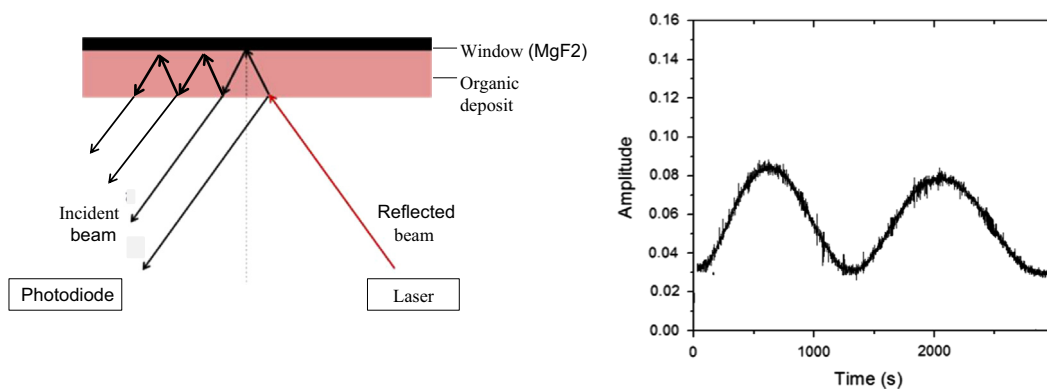 Window (MgF2)
Organic
deposit
Incident
beam
Reflected
beam
Photodiode
Laser
0.16
0.14
0.12
0.10
0.08
0.06
0.04
0.02
0.00
Amplitude
0
1000
2000
Time (s)